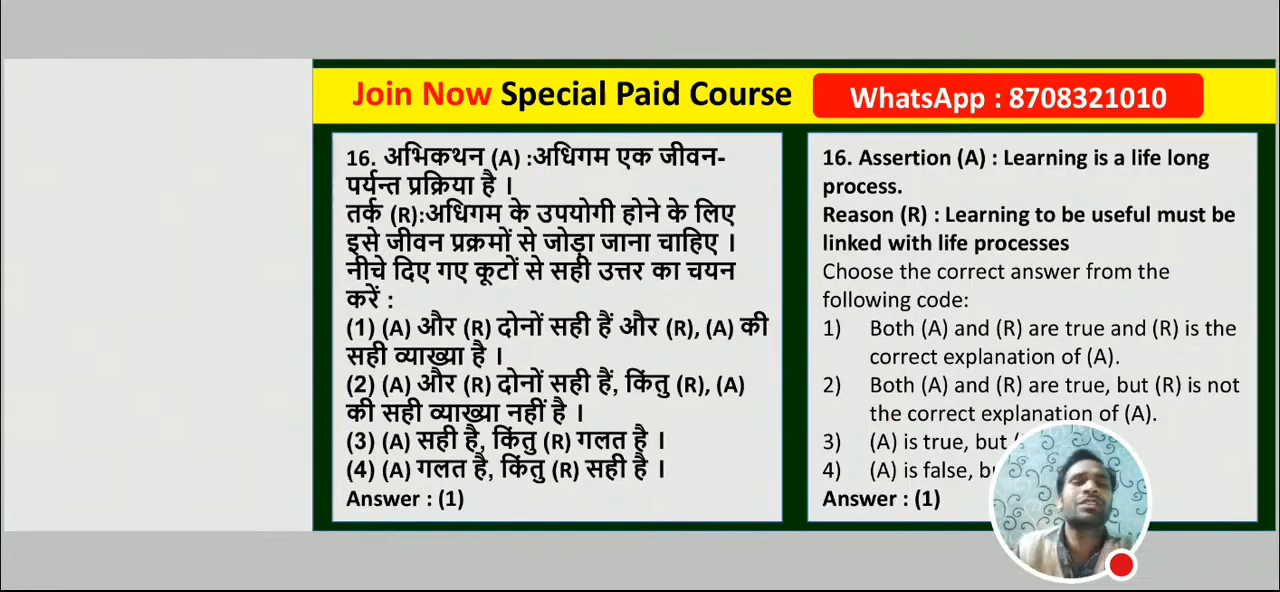 Join Now Special Paid Course
WhatsApp : 8708321010
16. अभिकथन (A) :अधिगम एक जीवन-
पर्यन्त प्रक्रिया है ।
तर्क (R):अधिगम के उपयोगी होने के लिए
इसे जीवन प्रक्रमों से जोड़ा जाना चाहिए ।
नीचे दिए गए कूटों से सही उत्तर का चयन
करें :
(1) (A) और (R) दोनों सही हैं और (R), (A) की
सही व्याख्या है ।
(2) (A) और (R) दोनों सही हैं, किंतु (R), (A)
की सही व्याख्या नहीं है ।
(3) (A) सही है, किंतु (R) गलत है ।
(4) (A) गलत है, किंतु (R) सही है ।
Answer : (1)
16. Assertion (A) : Learning is a life long
process.
Reason (R) : Learning to be useful must be
linked with life processes
Choose the correct answer from the
following code:
1) Both (A) and (R) are true and (R) is the
correct explanation of (A).
2) Both (A) and (R) are true, but (R) is not
the correct explanation of (A).
3) (A) is true, but
4) (A) is false,
Answer : (1)